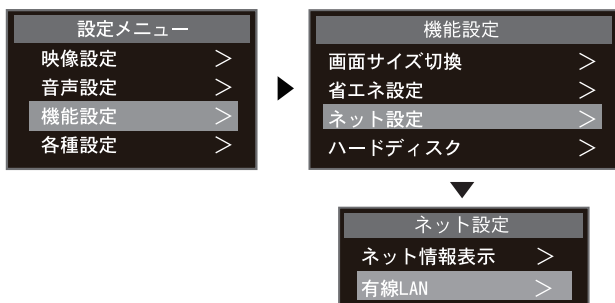 設定メニュー
映像設定 ＞
音声設定 ＞
機能設定 ＞
各種設定 ＞
機能設定
画面サイズ切換 ＞
省エネ設定 ＞
ネット設定 ＞
ハードディスク ＞
ネット設定
ネット情報表示 ＞
有線LAN ＞